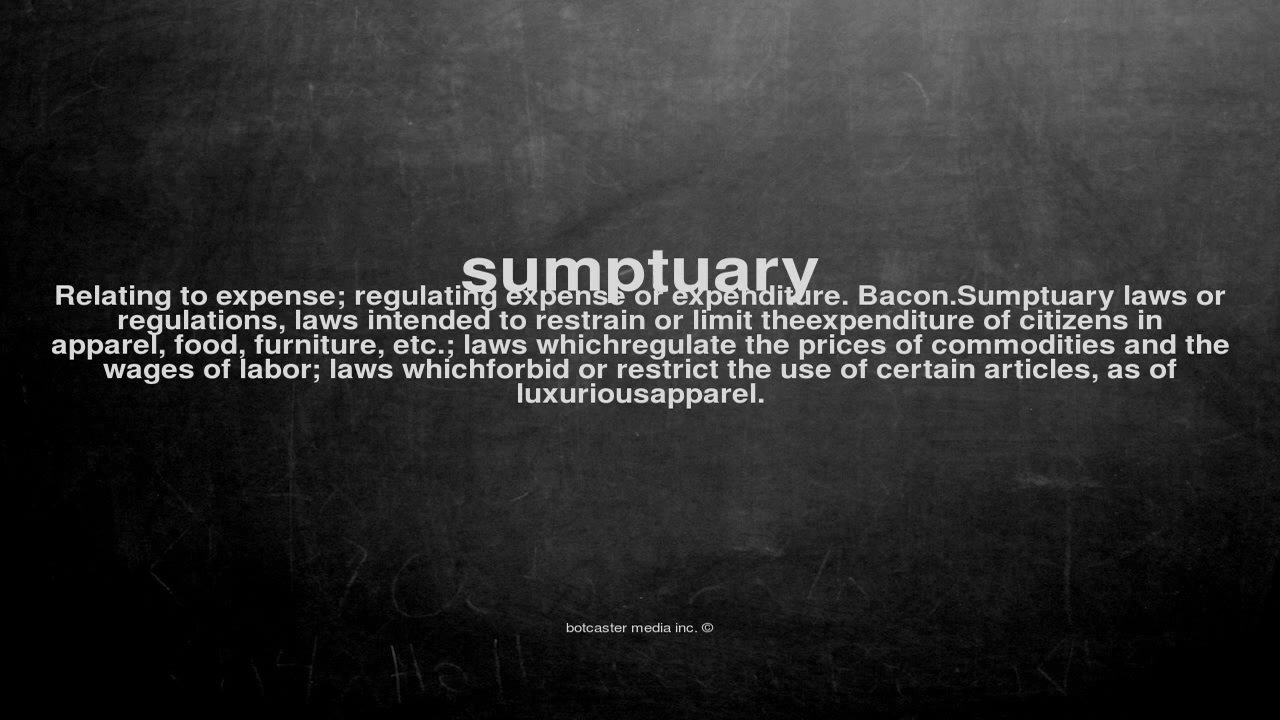 sumptuary
Relating to expense; regulating expense or expenditure. Bacon.Sumptuary laws or
regulations, laws intended to restrain or limit theexpenditure of citizens in
apparel, food, furniture, etc.; laws whichregulate the prices of commodities and the
wages of labor; laws whichforbid or restrict the use of certain articles, as of
luxuriousapparel.
botcaster media inc. ©